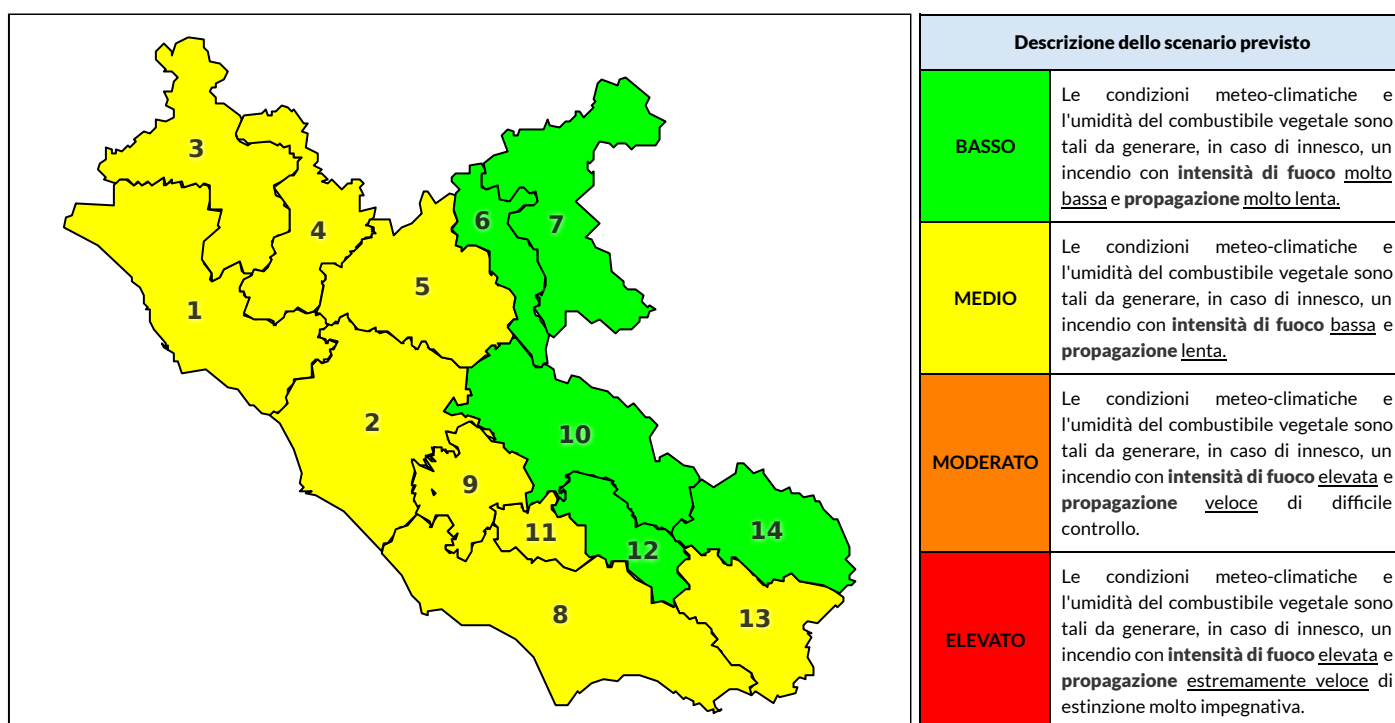 3
4
6
7
5
1
2
10
9
11
12
14
8
13
Descrizione dello scenario previsto
BASSO
Le condizioni meteo-climatiche e
l'umidità del combustibile vegetale sono
tali da generare, in caso di innesco, un
incendio con intensità di fuoco molto
bassa e propagazione molto lenta.
MEDIO
Le condizioni meteo-climatiche e
l'umidità del combustibile vegetale sono
tali da generare, in caso di innesco, un
incendio con intensità di fuoco bassa e
propagazione lenta.
MODERATO
Le condizioni meteo-climatiche e
l'umidità del combustibile vegetale sono
tali da generare, in caso di innesco, un
incendio con intensità di fuoco elevata e
propagazione veloce di difficile
controllo.
ELEVATO
Le condizioni meteo-climatiche e
l'umidità del combustibile vegetale sono
tali da generare, in caso di innesco, un
incendio con intensità di fuoco elevata e
propagazione estremamente veloce di
estinzione molto impegnativa.